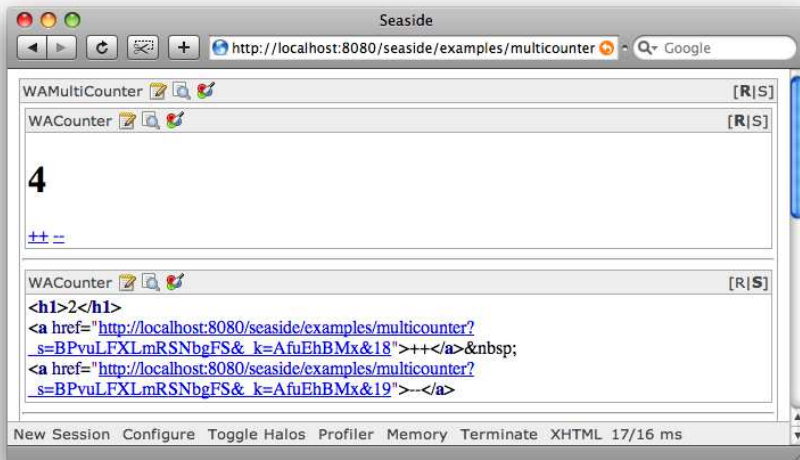 Seaside
http://localhost:8080/seaside/examples/multicounter
Google
WAMultiCounter [R|S]
WACounter [R|S]
4
++ --
WACounter [R|S]
<h1>2</h1>
<a href="http://localhost:8080/seaside/examples/multicounter?
_s=BPvuLFXLmRSNbgFS&_k=AfuEhBMx&18">++</a>&nbsp;
<a href="http://localhost:8080/seaside/examples/multicounter?
_s=BPvuLFXLmRSNbgFS&_k=AfuEhBMx&19">--</a>
New Session Configure Toggle Halos Profiler Memory Terminate XHTML 17/16 ms